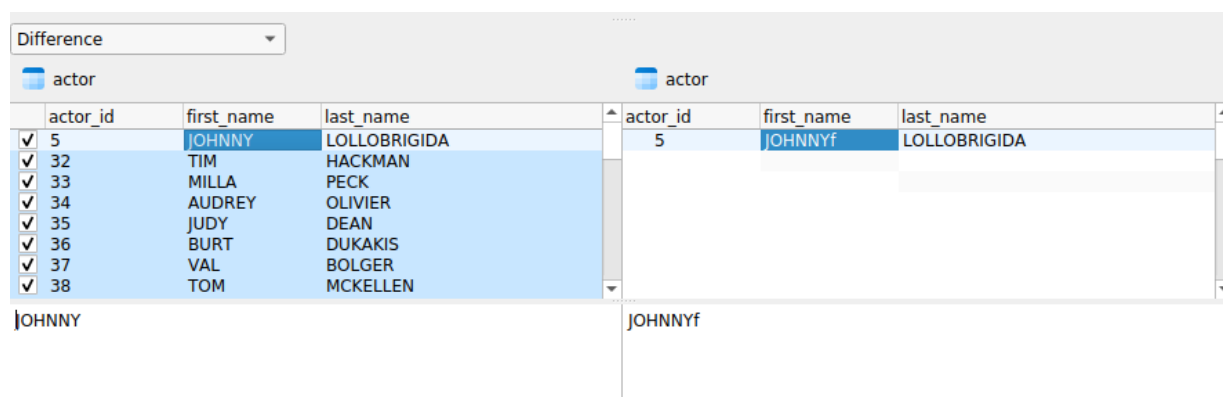 Difference
actor actor
actor_id first_name last_name actor_id first_name last_name
5 JOHNNY LOLLOBRIGIDA 5 JOHNNYf LOLLOBRIGIDA
32 TIM HACKMAN
33 MILLA PECK
34 AUDREY OLIVIER
35 JUDY DEAN
36 BURT DUKAKIS
37 VAL BOLGER
38 TOM MCKELLEN
JOHNNY JOHNNYf